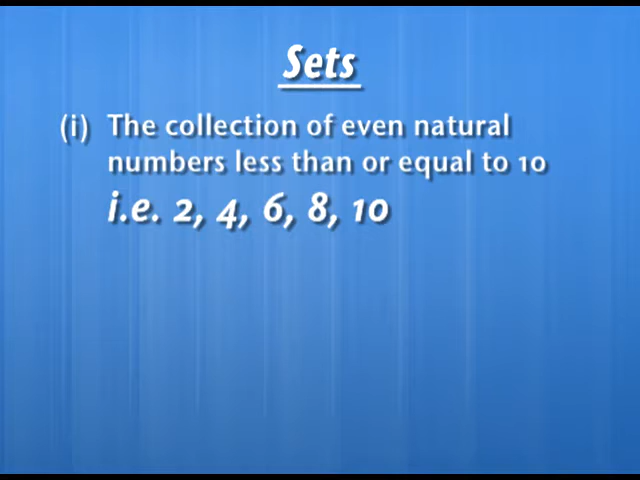 Sets
(i) The collection of even natural
numbers less than or equal to 10
i.e. 2, 4, 6, 8, 10